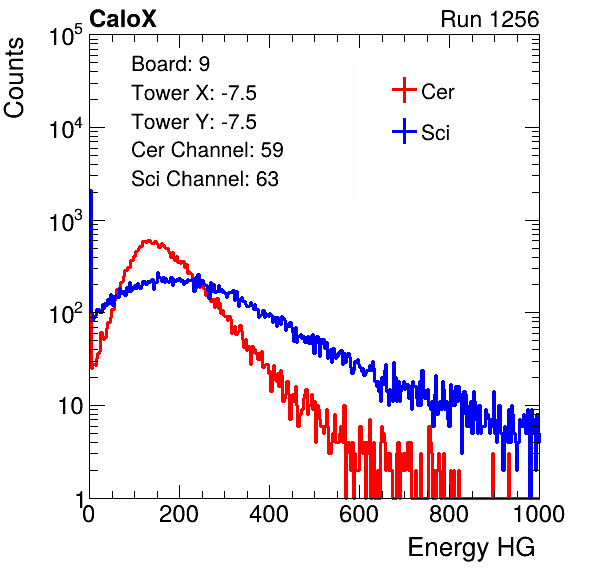 CaloX Run 1256
Counts
10^5
10^4
10^3
10^2
10
1
Board: 9
Tower X: -7.5
Tower Y: -7.5
Cer Channel: 59
Sci Channel: 63
Cer
Sci
0 200 400 600 800 1000
Energy HG